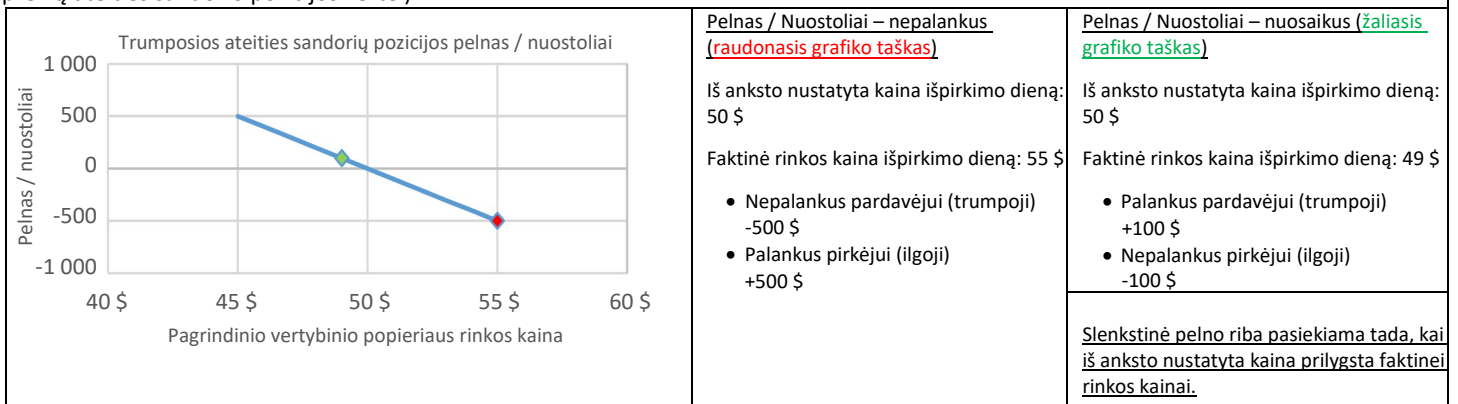 Trumposios ateities sandorių pozicijos pelnas / nuostoliai
Pelnas / nuostoliai
1 000
500
0
-500
-1 000
40 $
45 $
50 $
55 $
60 $
Pagrindinio vertybinio popieriaus rinkos kaina
Pelnas / Nuostoliai – nepalankus
(raudonasis grafiko taškas)
Iš anksto nustatyta kaina išpirkimo dieną:
50 $
Faktinė rinkos kaina išpirkimo dieną: 55 $
• Nepalankus pardavėjui (trumpoji)
-500 $
• Palankus pirkėjui (ilgoji)
+500 $
Pelnas / Nuostoliai – nuosaikus (žaliasis
grafiko taškas)
Iš anksto nustatyta kaina išpirkimo dieną:
50 $
Faktinė rinkos kaina išpirkimo dieną: 49 $
• Palankus pardavėjui (trumpoji)
+100 $
• Nepalankus pirkėjui (ilgoji)
-100 $
Slenkstinė pelno riba pasiekiama tada, kai
iš anksto nustatyta kaina prilygsta faktinei
rinkos kainai.